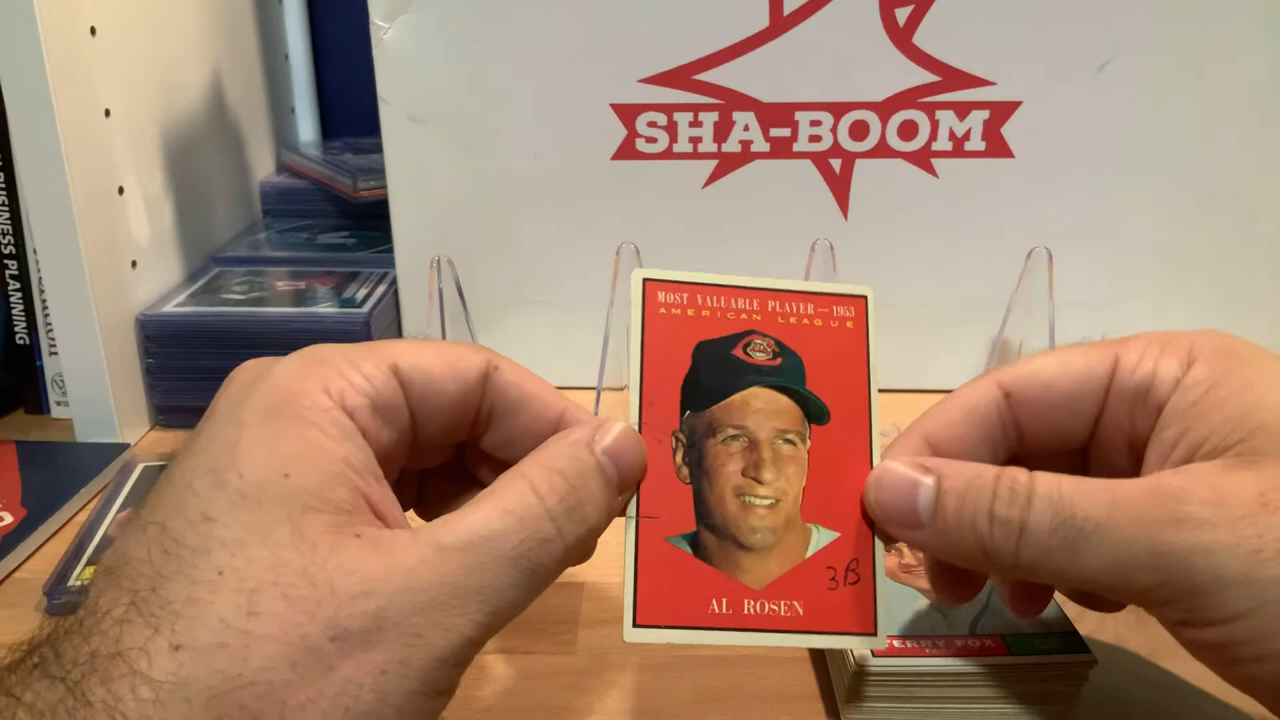 SHA-BOOM
BUSINESS PLANNING
MOST VALUABLE PLAYER—1953
AMERICAN LEAGUE
3B
AL ROSEN
TERRY FOX